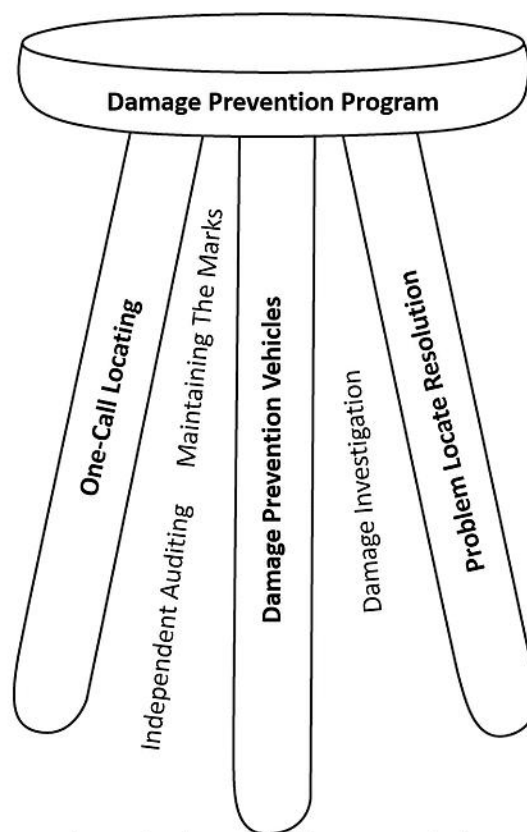 Damage Prevention Program
One-Call Locating
Independent Auditing
Maintaining The Marks
Damage Prevention Vehicles
Damage Investigation
Problem Locate Resolution